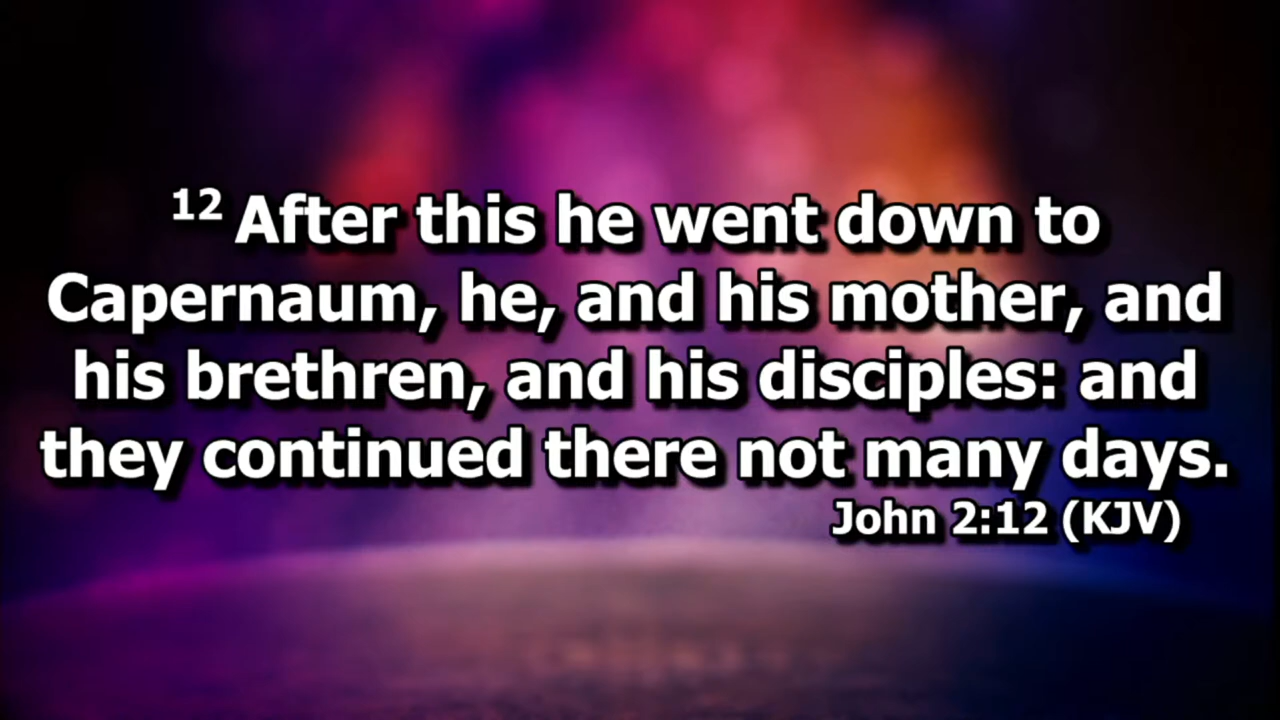 12 After this he went down to
Capernaum, he, and his mother, and
his brethren, and his disciples: and
they continued there not many days.
John 2:12 (KJV)